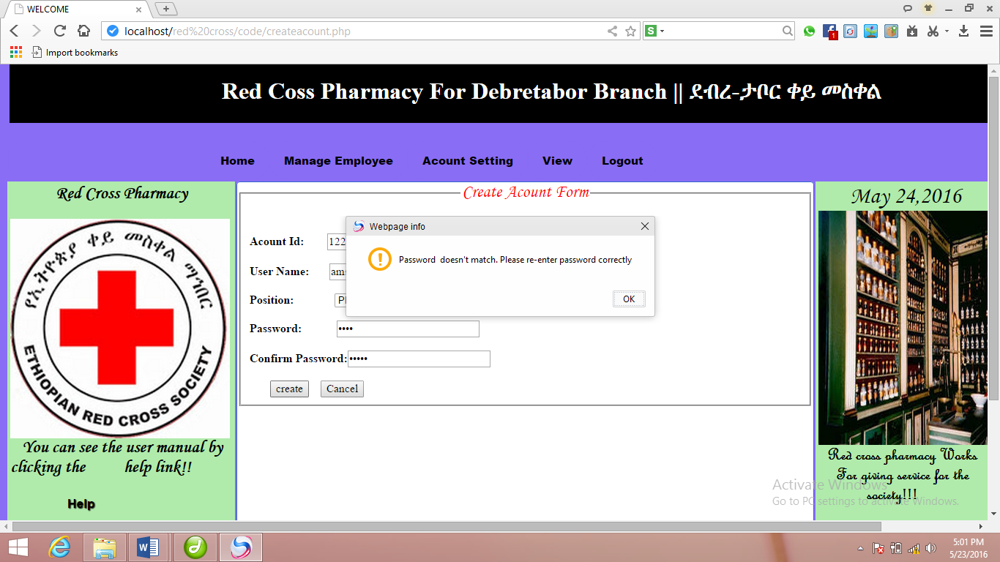 WELCOME
localhost/red%20cross/code/createacount.php
S
1
Import bookmarks
Red Coss Pharmacy For Debretabor Branch || ደብረ-ታቦር ቀይ መስቀል
Home Manage Employee Acount Setting View Logout
Red Cross Pharmacy
የኢትዮጵያ ቀይ መስቀል ማኅበር
ETHIOPIAN RED CROSS SOCIETY
You can see the user manual by
clicking the help link!!
Help
Create Acount Form
Acount Id: 122
User Name:
Position:
Password: ••••
Confirm Password: •••••
create Cancel
Webpage info
Password doesn't match. Please re-enter password correctly
OK
May 24,2016
Red cross pharmacy Works
For giving service for the
society!!!
Activate Windows
Go to PC settings to activate Windows.
5:01 PM
5/23/2016